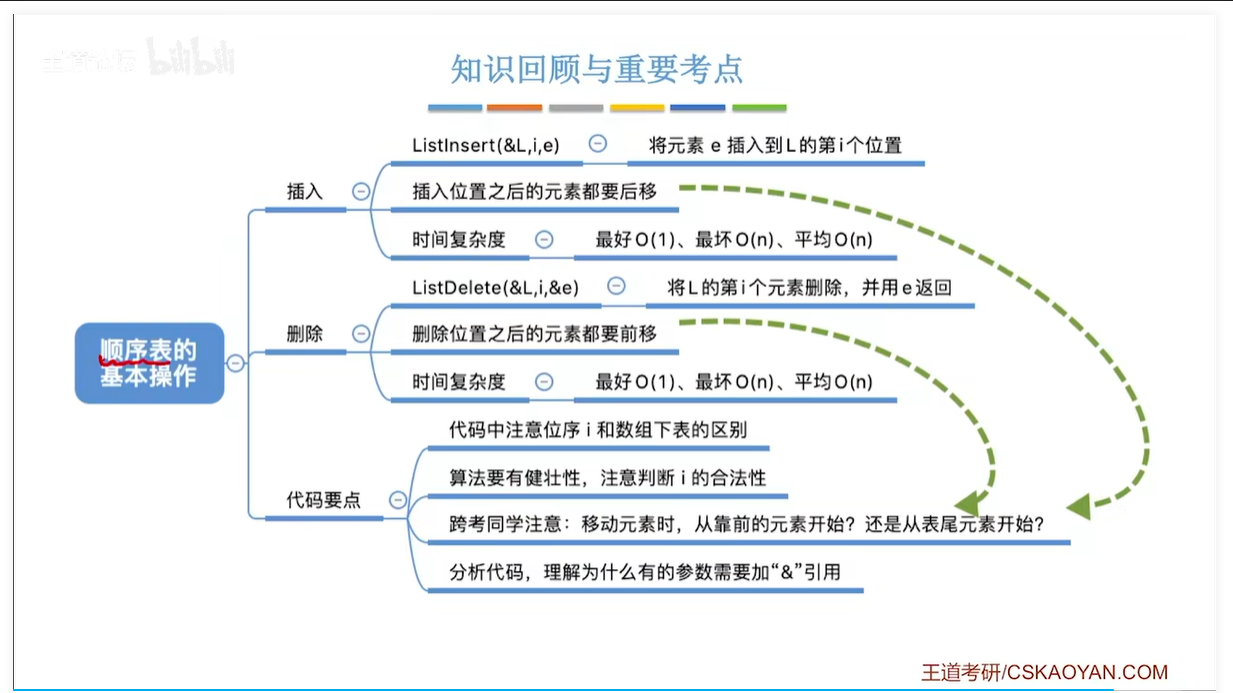 王道论坛 bilibili
知识回顾与重要考点
ListInsert(&L,i,e)
将元素 e 插入到L的第i个位置
插入
插入位置之后的元素都要后移
时间复杂度
最好O(1)、最坏O(n)、平均O(n)
ListDelete(&L,i,&e)
将L的第i个元素删除，并用e返回
删除
删除位置之后的元素都要前移
时间复杂度
最好O(1)、最坏O(n)、平均O(n)
顺序表的
基本操作
代码中注意位序 i 和数组下表的区别
算法要有健壮性，注意判断 i 的合法性
代码要点
跨考同学注意：移动元素时，从靠前的元素开始？还是从表尾元素开始？
分析代码，理解为什么有的参数需要加“&”引用
王道考研/CSKAOYAN.COM